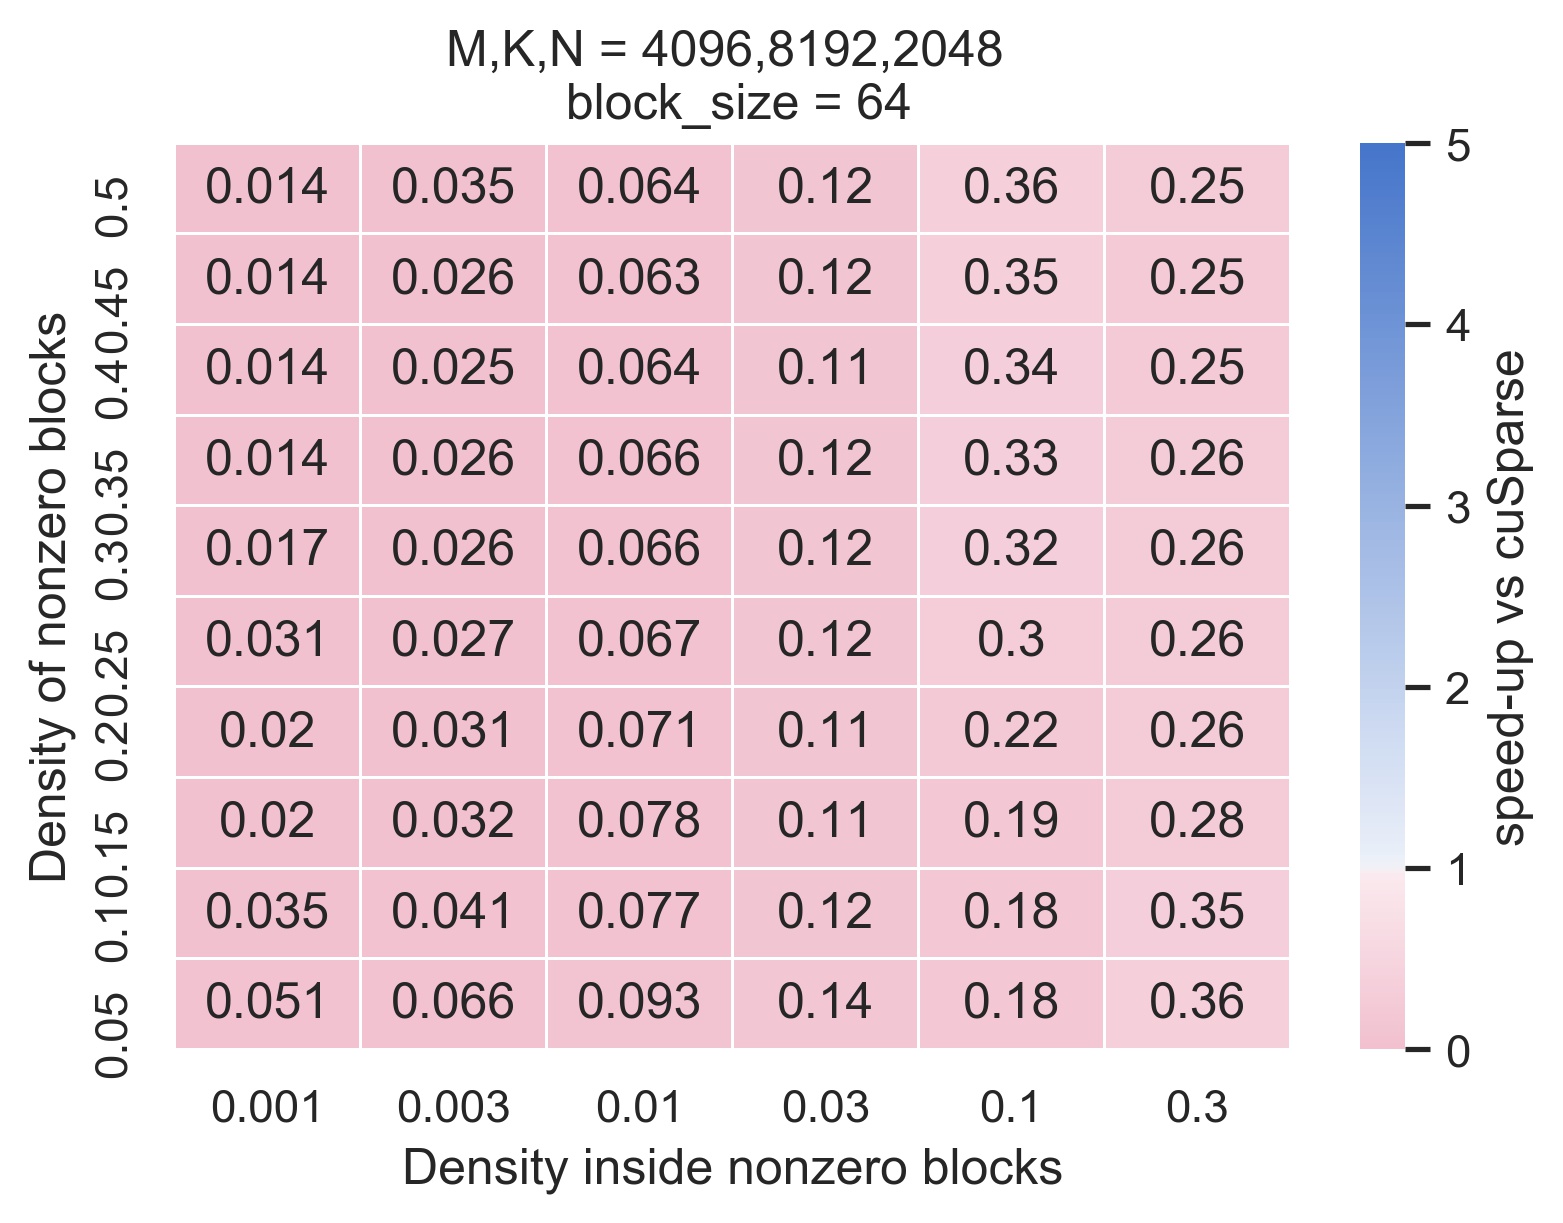 M,K,N = 4096,8192,2048
block_size = 64
Density of nonzero blocks
0.5 0.014 0.035 0.064 0.12 0.36 0.25
0.45 0.014 0.026 0.063 0.12 0.35 0.25
0.4 0.014 0.025 0.064 0.11 0.34 0.25
0.35 0.014 0.026 0.066 0.12 0.33 0.26
0.3 0.017 0.026 0.066 0.12 0.32 0.26
0.25 0.031 0.027 0.067 0.12 0.3 0.26
0.2 0.02 0.031 0.071 0.11 0.22 0.26
0.15 0.02 0.032 0.078 0.11 0.19 0.28
0.1 0.035 0.041 0.077 0.12 0.18 0.35
0.05 0.051 0.066 0.093 0.14 0.18 0.36
0.001 0.003 0.01 0.03 0.1 0.3
Density inside nonzero blocks
5
4
3
2
1
0
speed-up vs cuSparse